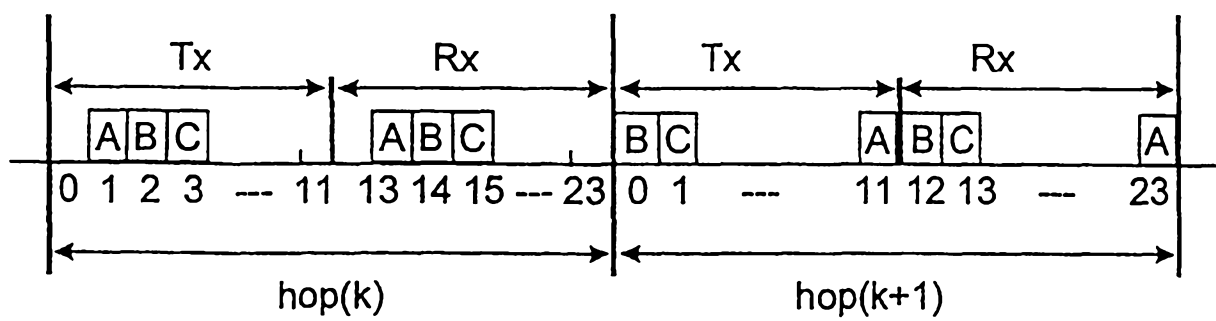 Tx Rx Tx Rx
A B C A B C B C A B C A
0 1 2 3 --- 11 13 14 15 --- 23 0 1 --- 11 12 13 --- 23
hop(k) hop(k+1)